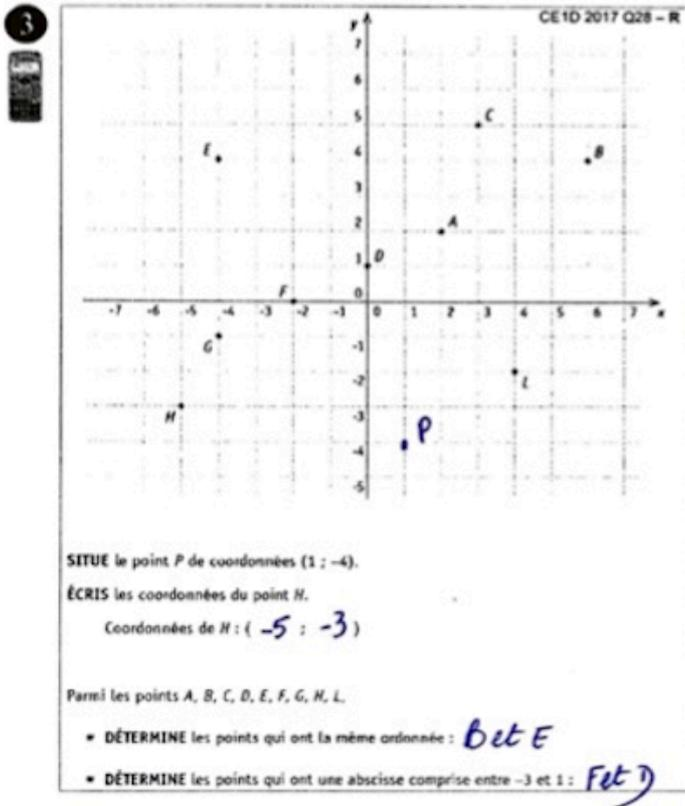 3
CE1D 2017 Q28 – R
y
7
6
5
C
E
4
B
3
2
A
1
D
F
0
-7 -6 -5 -4 -3 -2 -1 0 1 2 3 4 5 6 7 x
G
-1
-2
L
H
-3
P
-4
-5
SITUE le point P de coordonnées (1 ; –4).
ÉCRIS les coordonnées du point H.
Coordonnées de H : ( -5 ; -3 )
Parmi les points A, B, C, D, E, F, G, H, L,
• DÉTERMINE les points qui ont la même ordonnée : B et E
• DÉTERMINE les points qui ont une abscisse comprise entre –3 et 1 : F et D